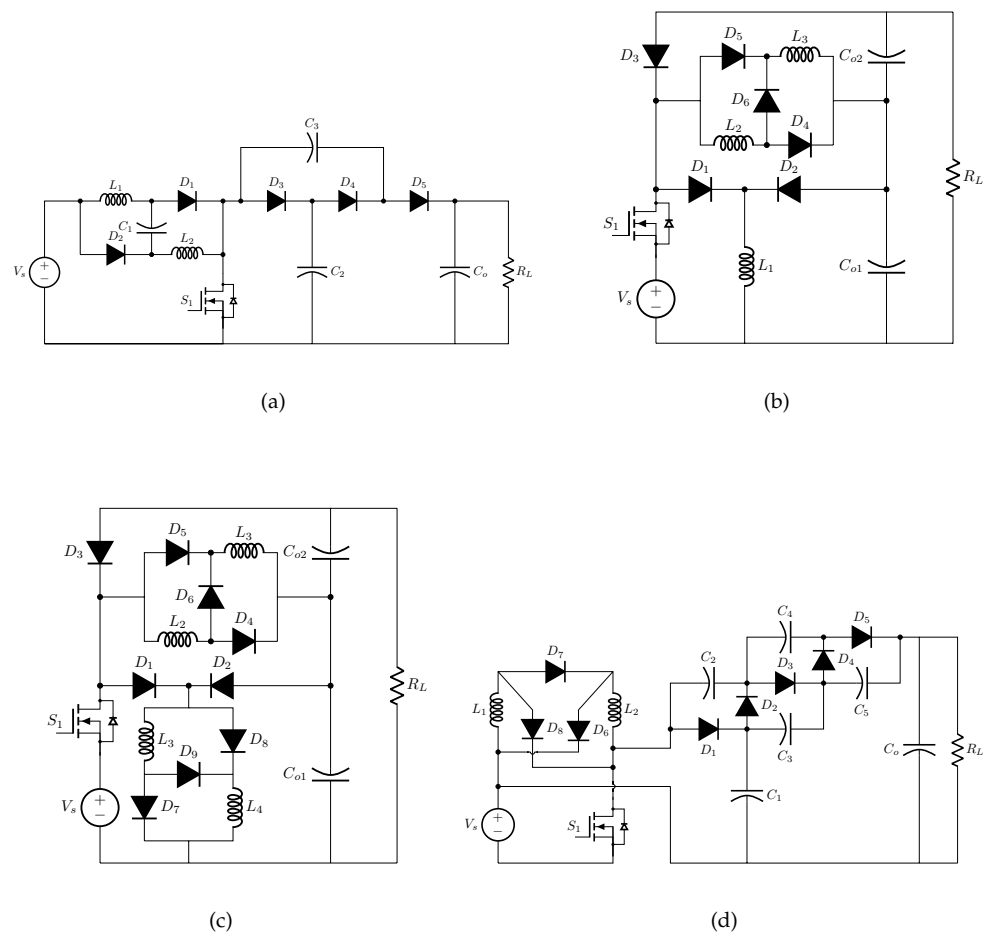 C3
L1 D1 D3 D4 D5
C1
D2 L2
Vs + − C2 Co RL
S1
(a)
D5 L3
D3 Co2
D6
L2 D4
D1 D2
RL
S1
L1 Co1
Vs + −
(b)
D5 L3
D3 Co2
D6
L2 D4
D1 D2
RL
S1
L3 D8
D9
Co1
Vs + − D7 L4
(c)
C4 D5
D7 C2 D3 D4
L1 L2
D8 D6 D2 C5
D1 C3
Co RL
C1
Vs + − S1
(d)